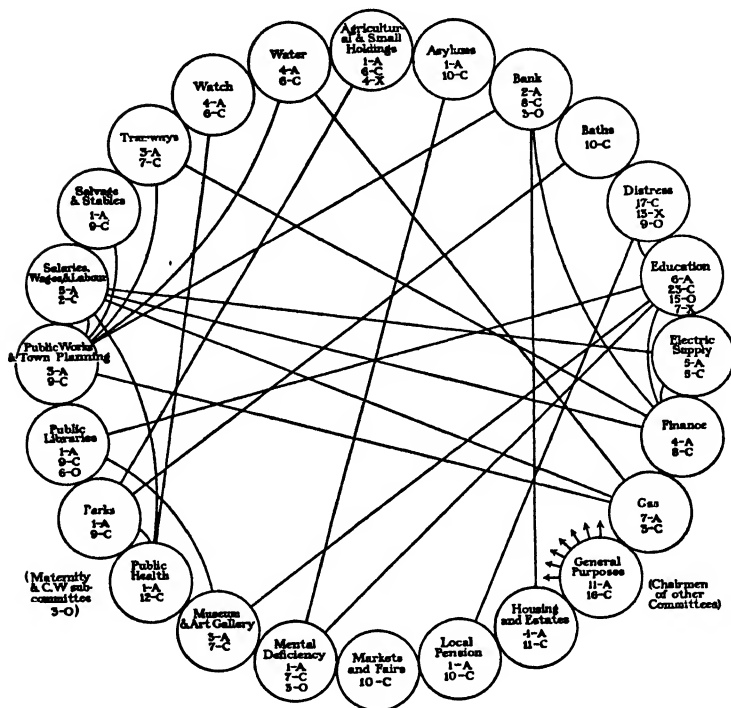 Agricultur-
al & Small
Holdings
1-A
6-C
4-X
Asylums
1-A
10-C
Bank
2-A
8-C
3-O
Baths
10-C
Distress
17-C
13-X
9-O
Education
6-A
23-C
15-O
7-X
Electric
Supply
5-A
5-C
Finance
4-A
8-C
Gas
7-A
3-C
General
Purposes
11-A
16-C
(Chairmen
of other
Committees)
Housing
and Estates
1-A
11-C
Local
Pension
1-A
10-C
Markets
and Fairs
10-C
Mental
Deficiency
1-A
7-C
3-O
Museum
& Art Gallery
3-A
7-C
Public
Health
1-A
12-C
(Maternity
& C.W sub-
committee
3-O)
Parks
1-A
9-C
Public
Libraries
1-A
9-C
6-O
Public Works
& Town Planning
3-A
9-C
Salaries,
Wages & Labour
5-A
2-C
Salvage
& Stables
1-A
9-C
Tramways
3-A
7-C
Watch
4-A
6-C
Water
4-A
6-C